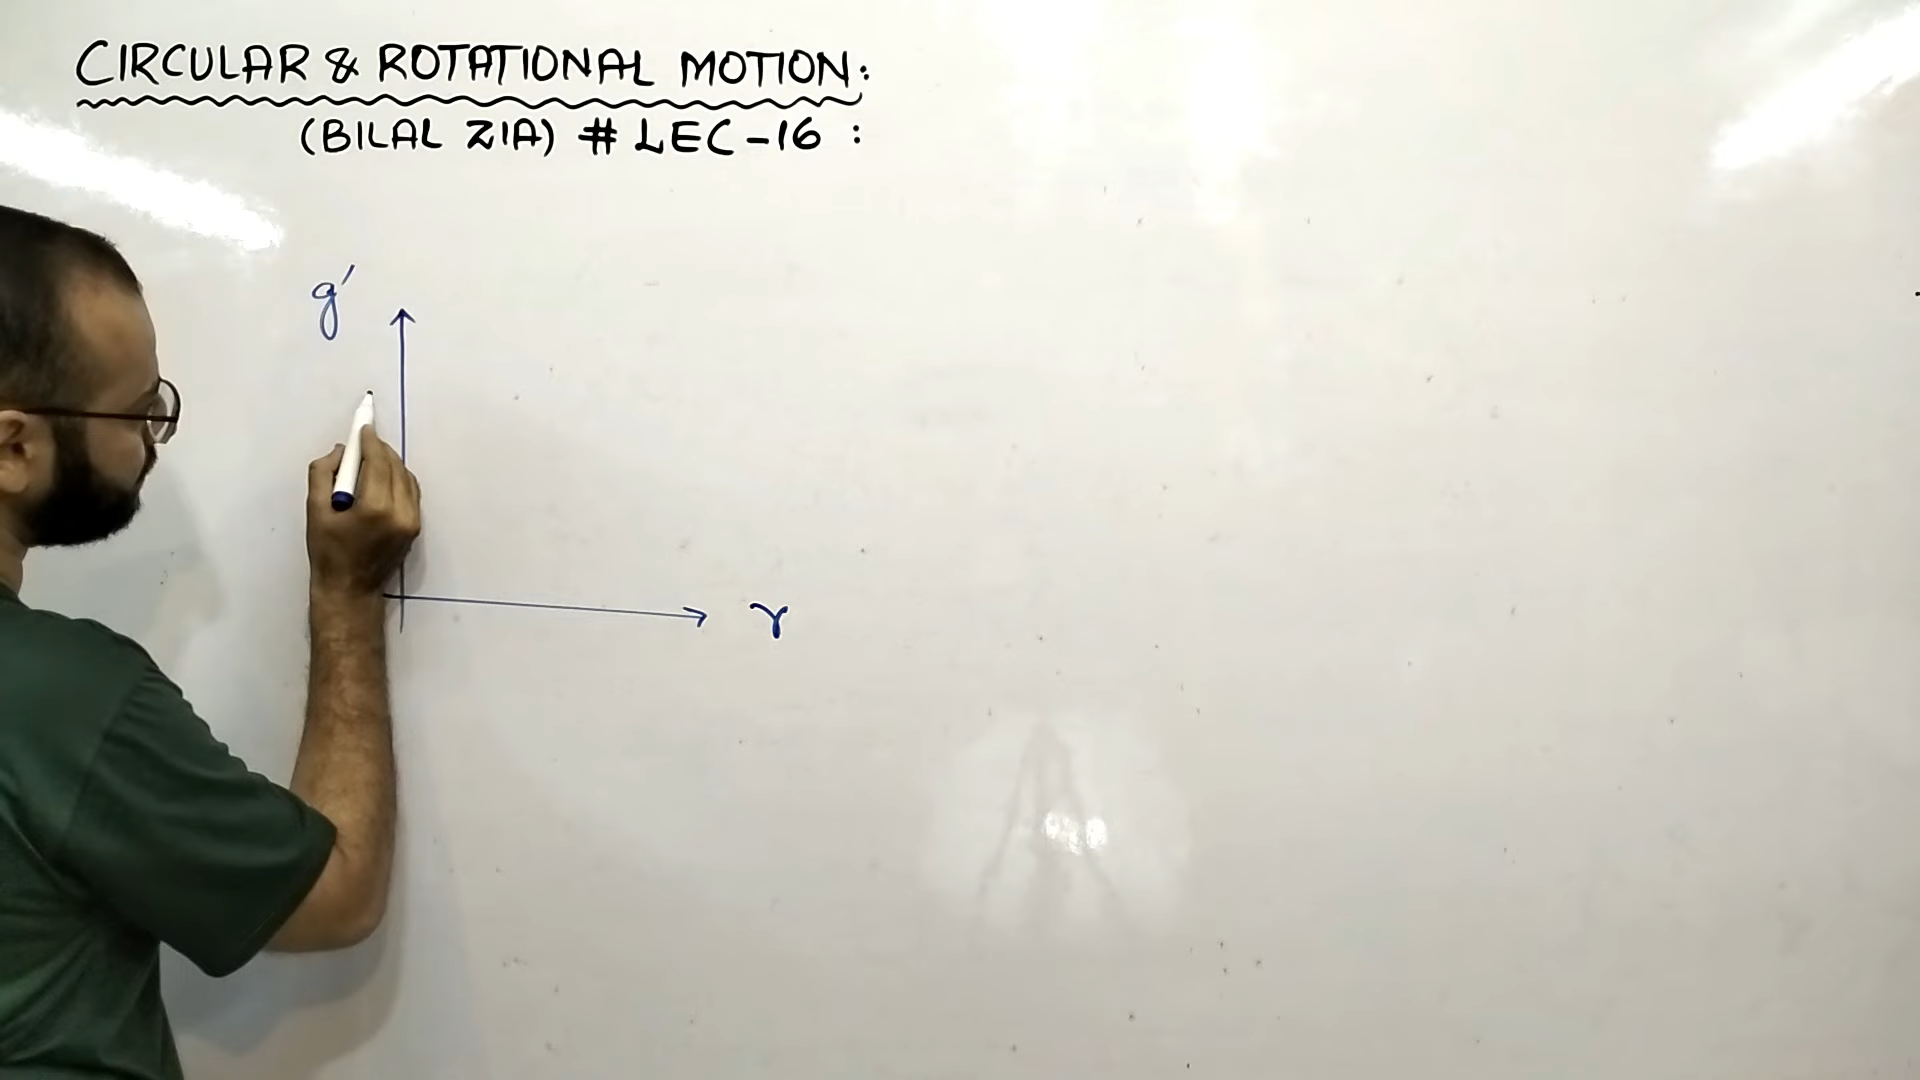 CIRCULAR & ROTATIONAL MOTION:
(BILAL ZIA) # LEC-16 :
g'
r